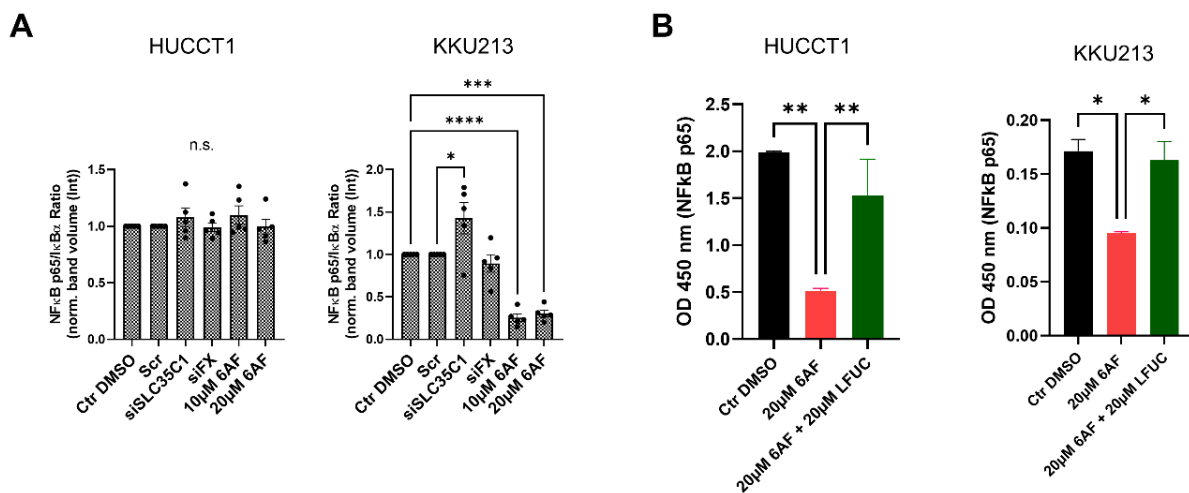 A
HUCCT1
NFκB p65/IκBα Ratio
(norm. band volume (Int))
n.s.
2.0
1.5
1.0
0.5
0.0
Ctr DMSO
Scr
siSLC35C1
siFX
10µM 6AF
20µM 6AF
KKU213
NFκB p65/IκBα Ratio
(norm. band volume (Int))
***
****
*
2.0
1.5
1.0
0.5
0.0
Ctr DMSO
Scr
siSLC35C1
siFX
10µM 6AF
20µM 6AF
B
HUCCT1
OD 450 nm (NFkB p65)
** **
2.5
2.0
1.5
1.0
0.5
0.0
Ctr DMSO
20µM 6AF
20µM 6AF + 20µM LFUC
KKU213
OD 450 nm (NFkB p65)
* *
0.20
0.15
0.10
0.05
0.00
Ctr DMSO
20µM 6AF
20µM 6AF + 20µM LFUC